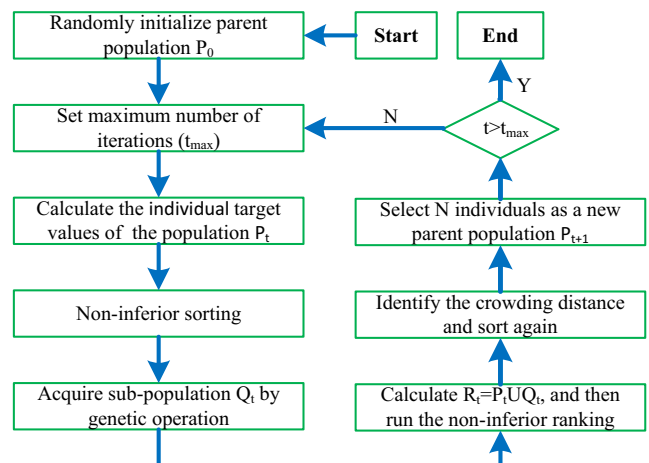 Start
Randomly initialize parent
population P₀
Set maximum number of
iterations (tₘₐₓ)
Calculate the individual target
values of the population Pₜ
Non-inferior sorting
Acquire sub-population Qₜ by
genetic operation
Calculate Rₜ=PₜUQₜ, and then
run the non-inferior ranking
Identify the crowding distance
and sort again
Select N individuals as a new
parent population Pₜ₊₁
t>tₘₐₓ
N
Y
End